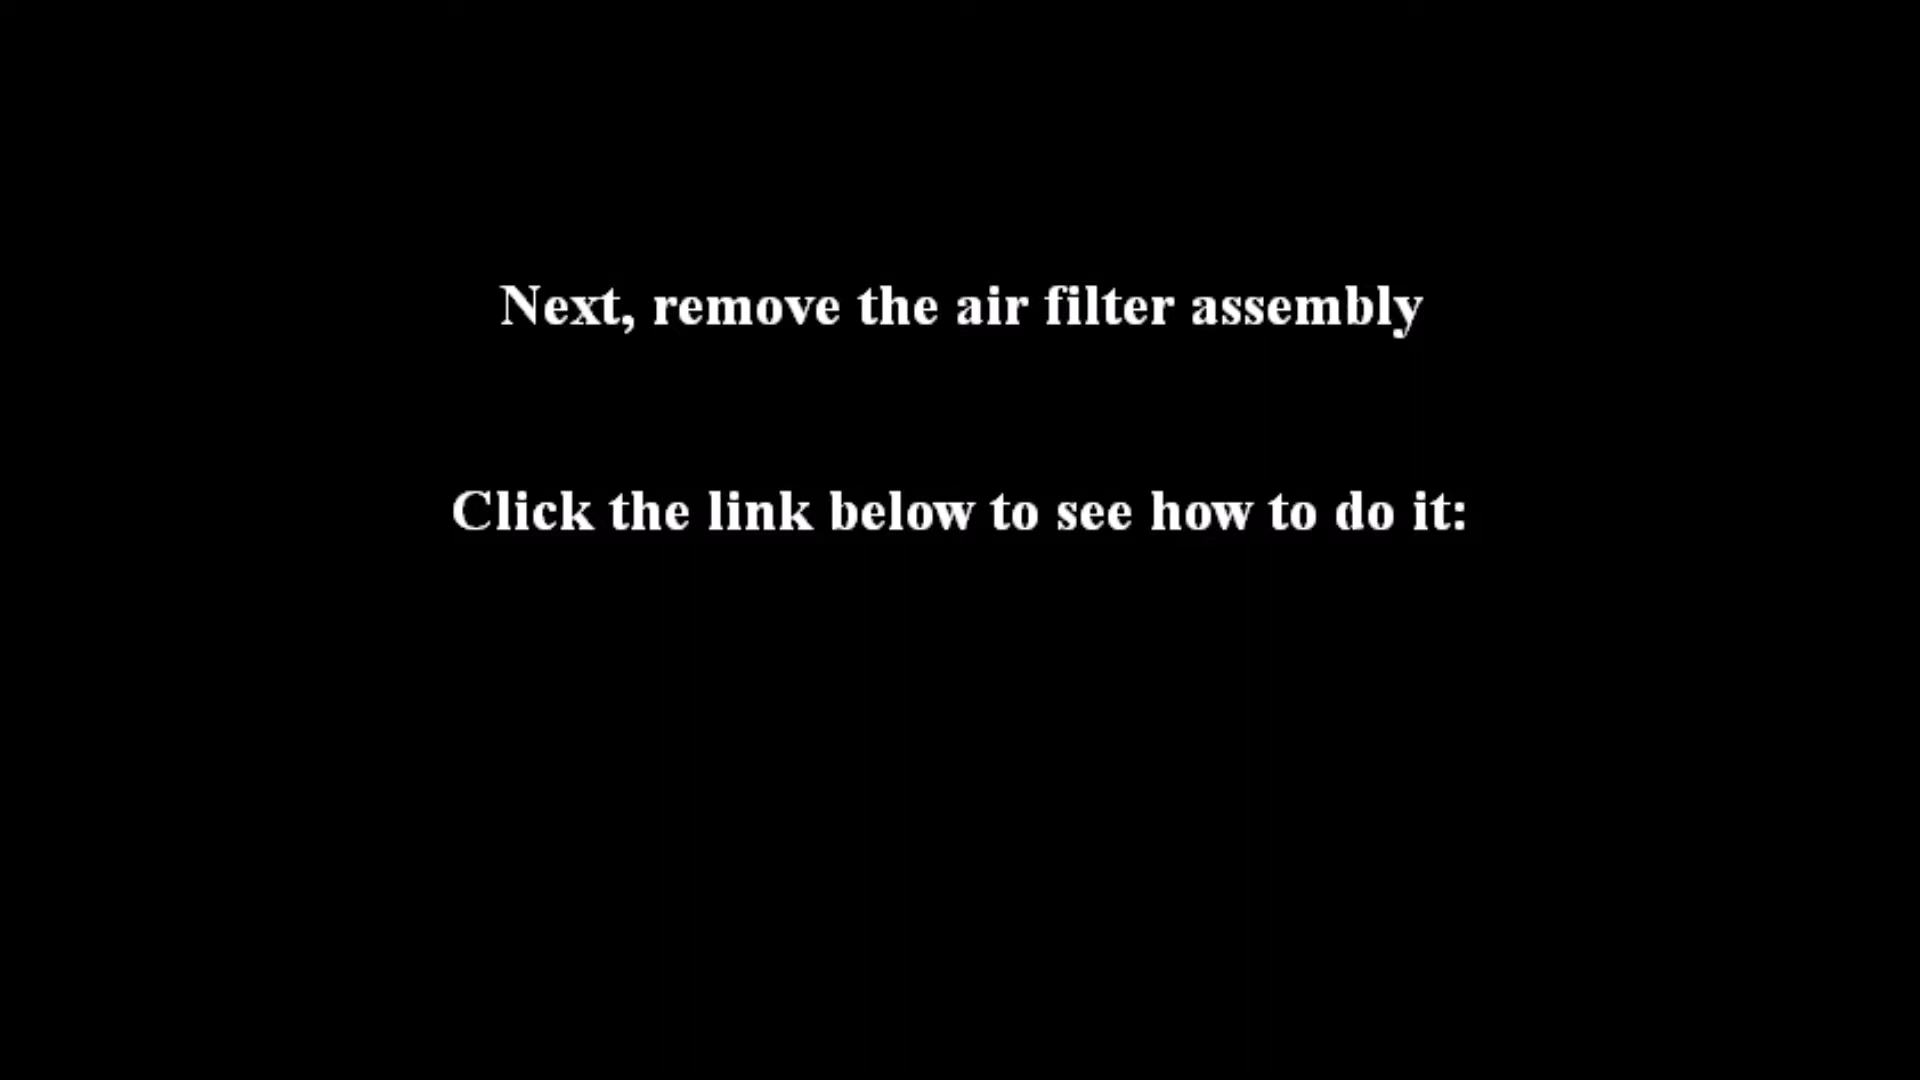 Next, remove the air filter assembly
Click the link below to see how to do it: